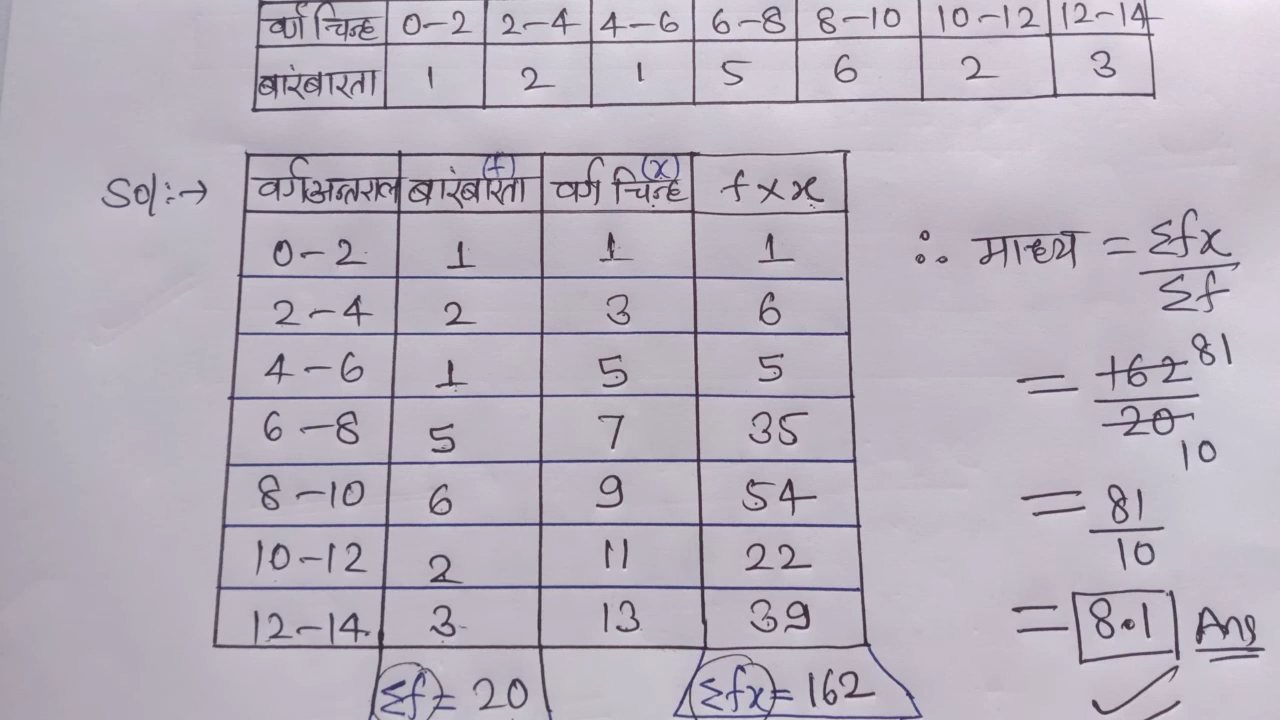 वर्ग चिन्ह 0-2 2-4 4-6 6-8 8-10 10-12 12-14
बारंबारता 1 2 1 5 6 2 3
Sol:→
वर्गअन्तराल बारंबारता (f) वर्ग चिन्ह (x) f×x
0-2 1 1 1
2-4 2 3 6
4-6 1 5 5
6-8 5 7 35
8-10 6 9 54
10-12 2 11 22
12-14 3 13 39
Σf = 20 Σfx = 162
∴ माध्य = Σfx / Σf
= 162 81 / 20 10
= 81 / 10
= 8.1 Ans